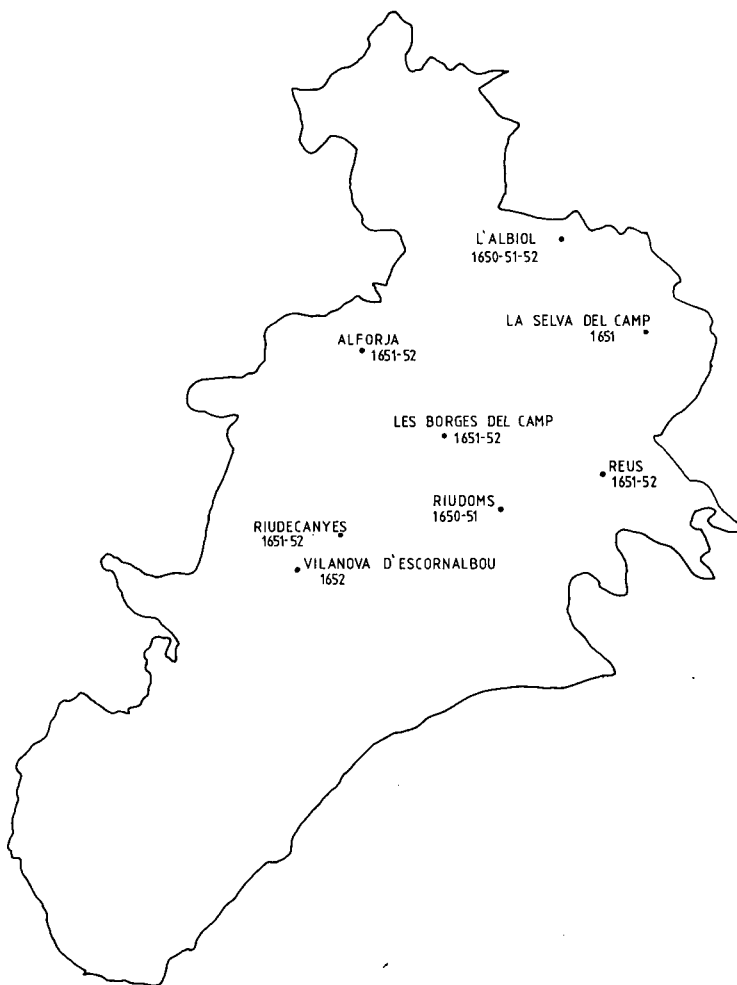 L'ALBIOL
1650-51-52
LA SELVA DEL CAMP
1651
ALFORJA
1651-52
LES BORGES DEL CAMP
1651-52
REUS
1651-52
RIUDOMS
1650-51
RIUDECANYES
1651-52
VILANOVA D'ESCORNALBOU
1652